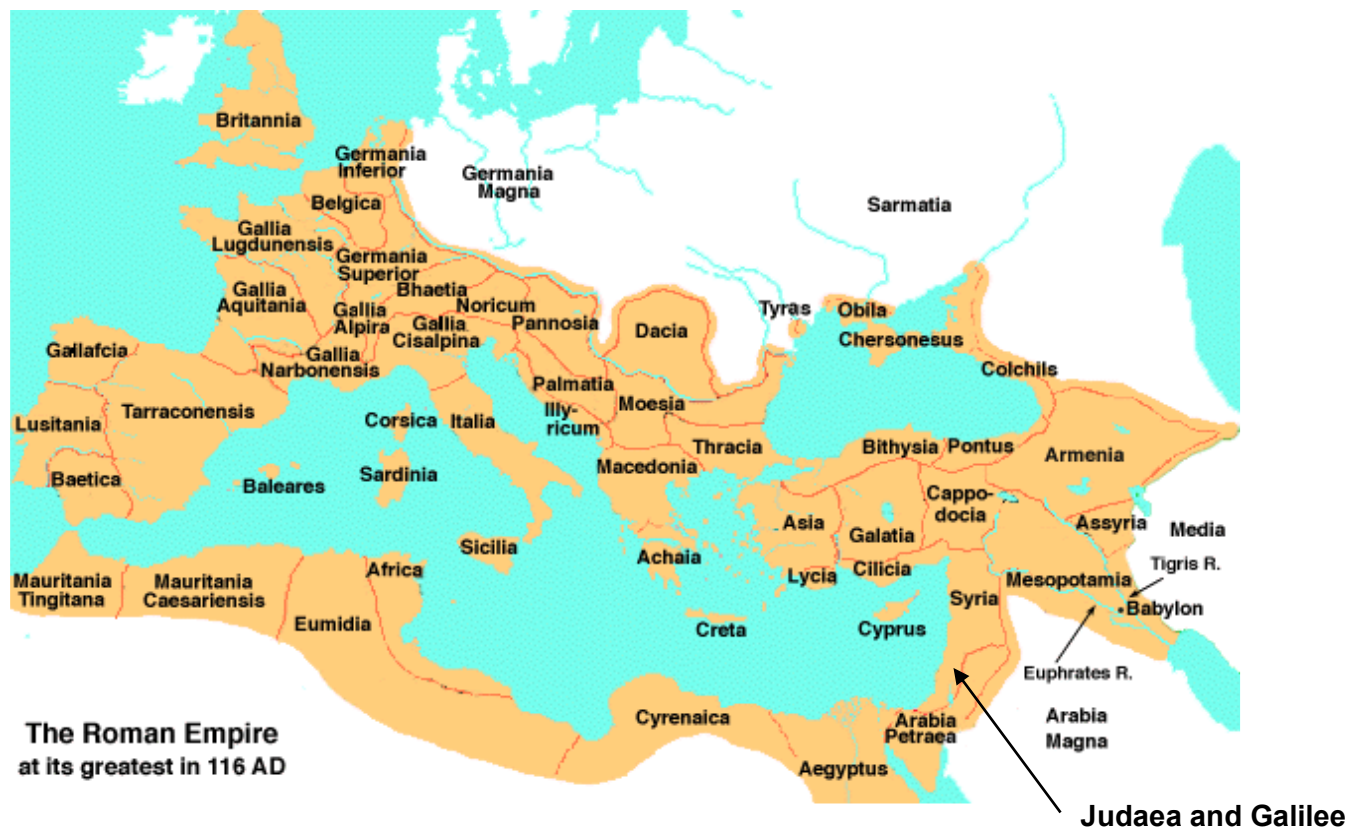 Britannia
Germania
Inferior
Germania
Magna
Belgica
Sarmatia
Gallia
Lugdunensis
Germania
Superior
Gallia
Aquitania
Bhaetia
Noricum
Gallia
Alpira
Gallia
Cisalpina
Pannosia
Dacia
Tyras
Obila
Chersonesus
Gallafcia
Gallia
Narbonensis
Colchils
Palmatia
Moesia
Lusitania
Tarraconensis
Corsica
Italia
Illy-
ricum
Thracia
Bithysia
Pontus
Armenia
Baetica
Baleares
Sardinia
Macedonia
Cappo-
docia
Asia
Galatia
Assyria
Media
Sicilia
Achaia
Lycia
Cilicia
Tigris R.
Mauritania
Tingitana
Mauritania
Caesariensis
Africa
Mesopotamia
Syria
Babylon
Eumidia
Creta
Cyprus
Euphrates R.
Cyrenaica
Arabia
Petraea
Arabia
Magna
The Roman Empire
at its greatest in 116 AD
Aegyptus
Judaea and Galilee